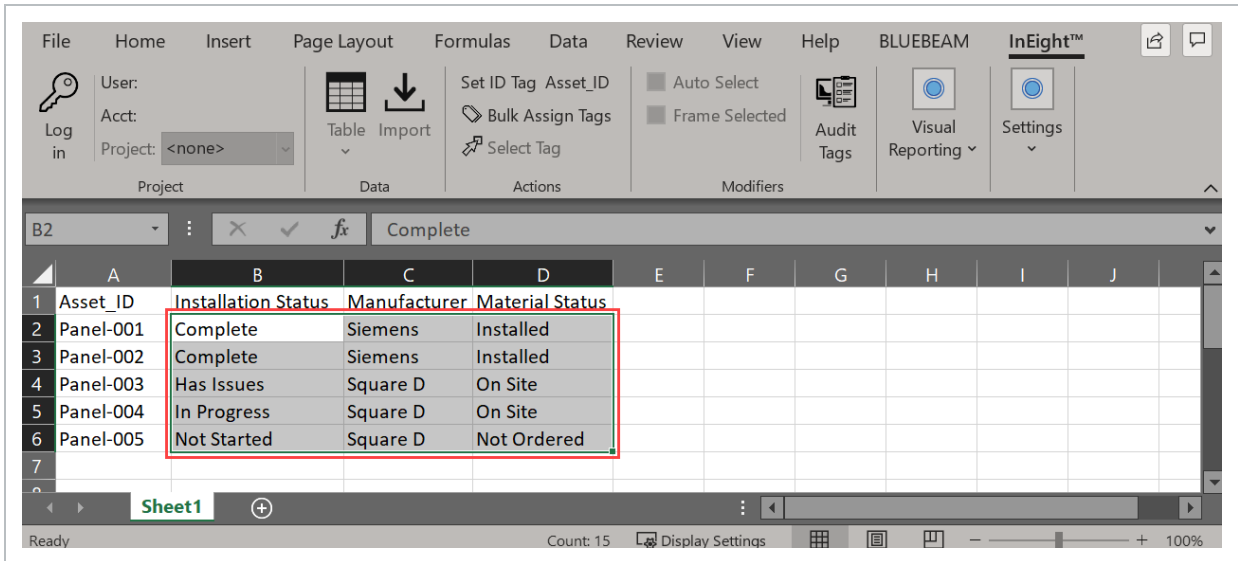 File Home Insert Page Layout Formulas Data Review View Help BLUEBEAM InEight™
User:
Acct:
Project: <none>
Log
in
Project
Table Import
Data
Set ID Tag Asset_ID
Bulk Assign Tags
Select Tag
Actions
Auto Select
Frame Selected
Modifiers
Audit
Tags
Visual
Reporting
Settings
B2 fx Complete
A B C D E F G H I J
1 Asset_ID Installation Status Manufacturer Material Status
2 Panel-001 Complete Siemens Installed
3 Panel-002 Complete Siemens Installed
4 Panel-003 Has Issues Square D On Site
5 Panel-004 In Progress Square D On Site
6 Panel-005 Not Started Square D Not Ordered
7
Sheet1
Ready Count: 15 Display Settings 100%